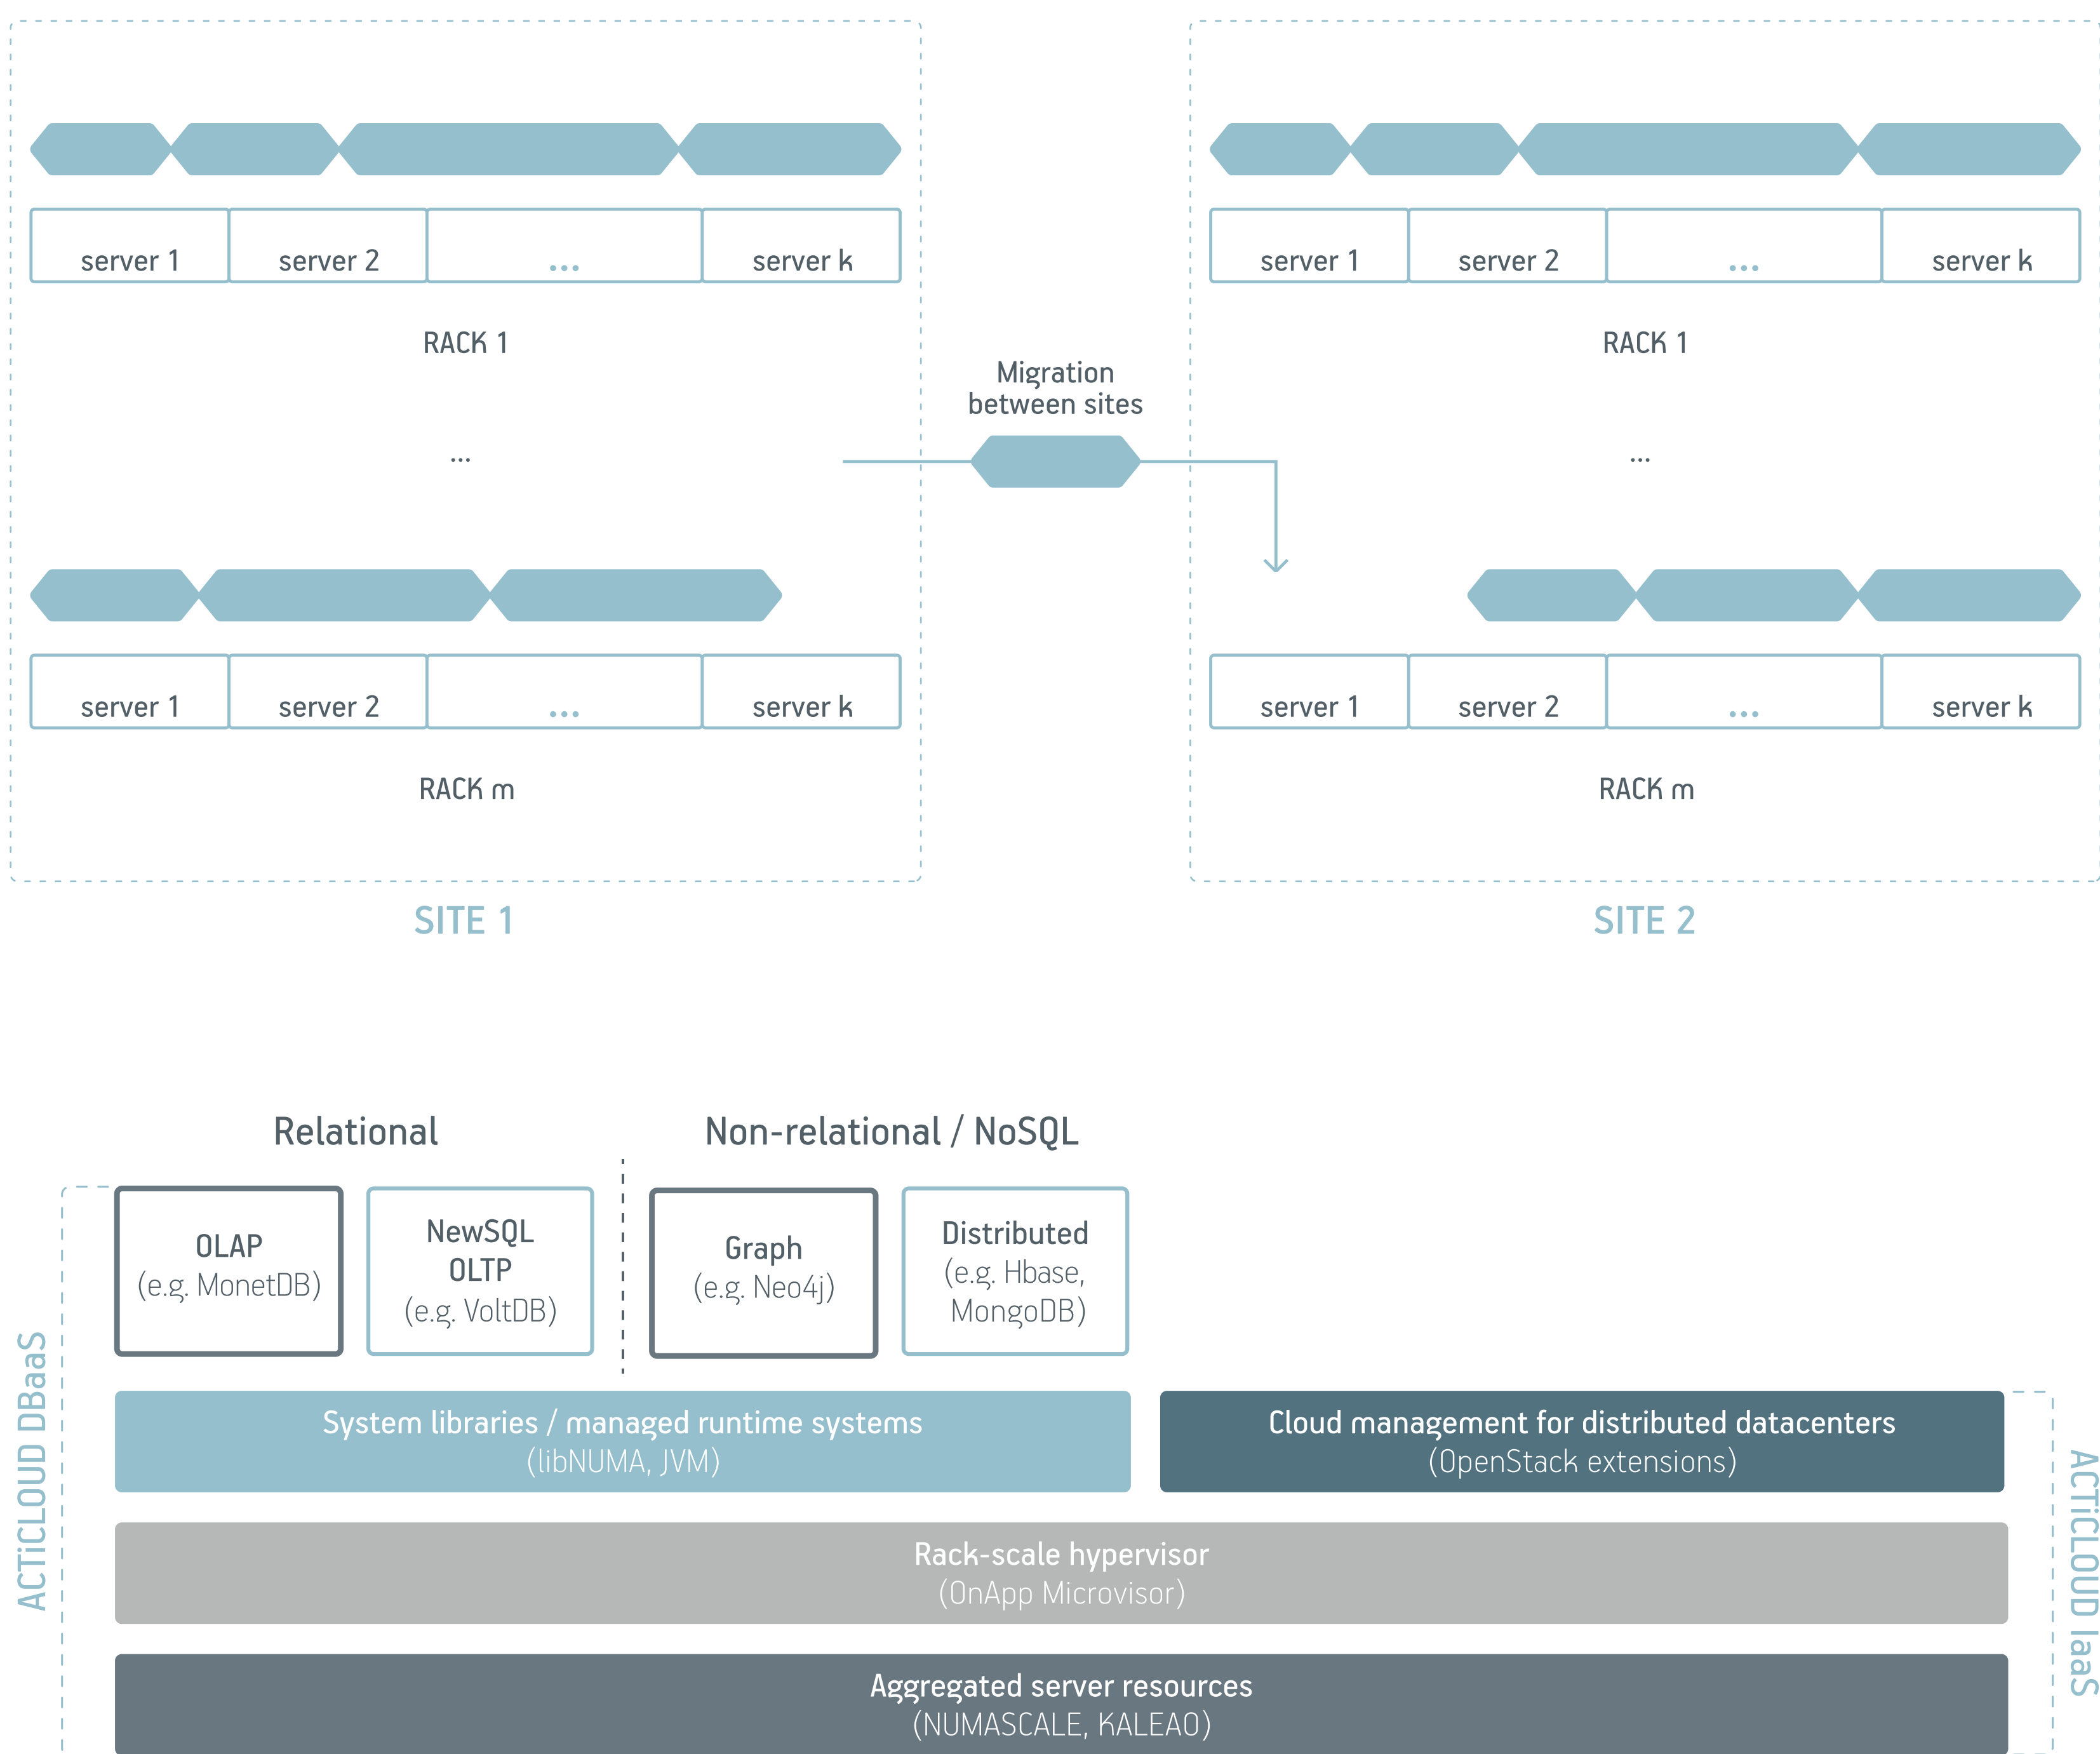 server 1
server 2
...
server k
RACK 1
...
server 1
server 2
...
server k
RACK m
SITE 1
Migration
between sites
server 1
server 2
...
server k
RACK 1
...
server 1
server 2
...
server k
RACK m
SITE 2
Relational
Non-relational / NoSQL
OLAP
(e.g. MonetDB)
NewSQL
OLTP
(e.g. VoltDB)
Graph
(e.g. Neo4j)
Distributed
(e.g. Hbase,
MongoDB)
ACTiCLOUD DBaaS
System libraries / managed runtime systems
(libNUMA, JVM)
Cloud management for distributed datacenters
(OpenStack extensions)
Rack-scale hypervisor
(OnApp Microvisor)
Aggregated server resources
(NUMASCALE, KALEAO)
ACTiCLOUD IaaS